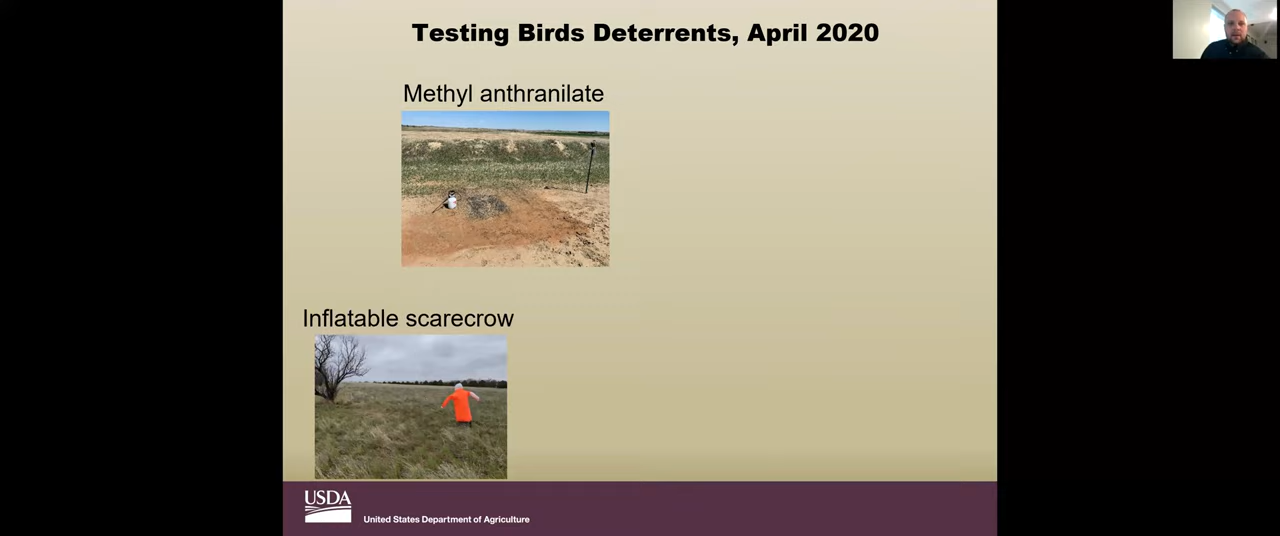 Testing Birds Deterrents, April 2020
Methyl anthranilate
Inflatable scarecrow
USDA
United States Department of Agriculture